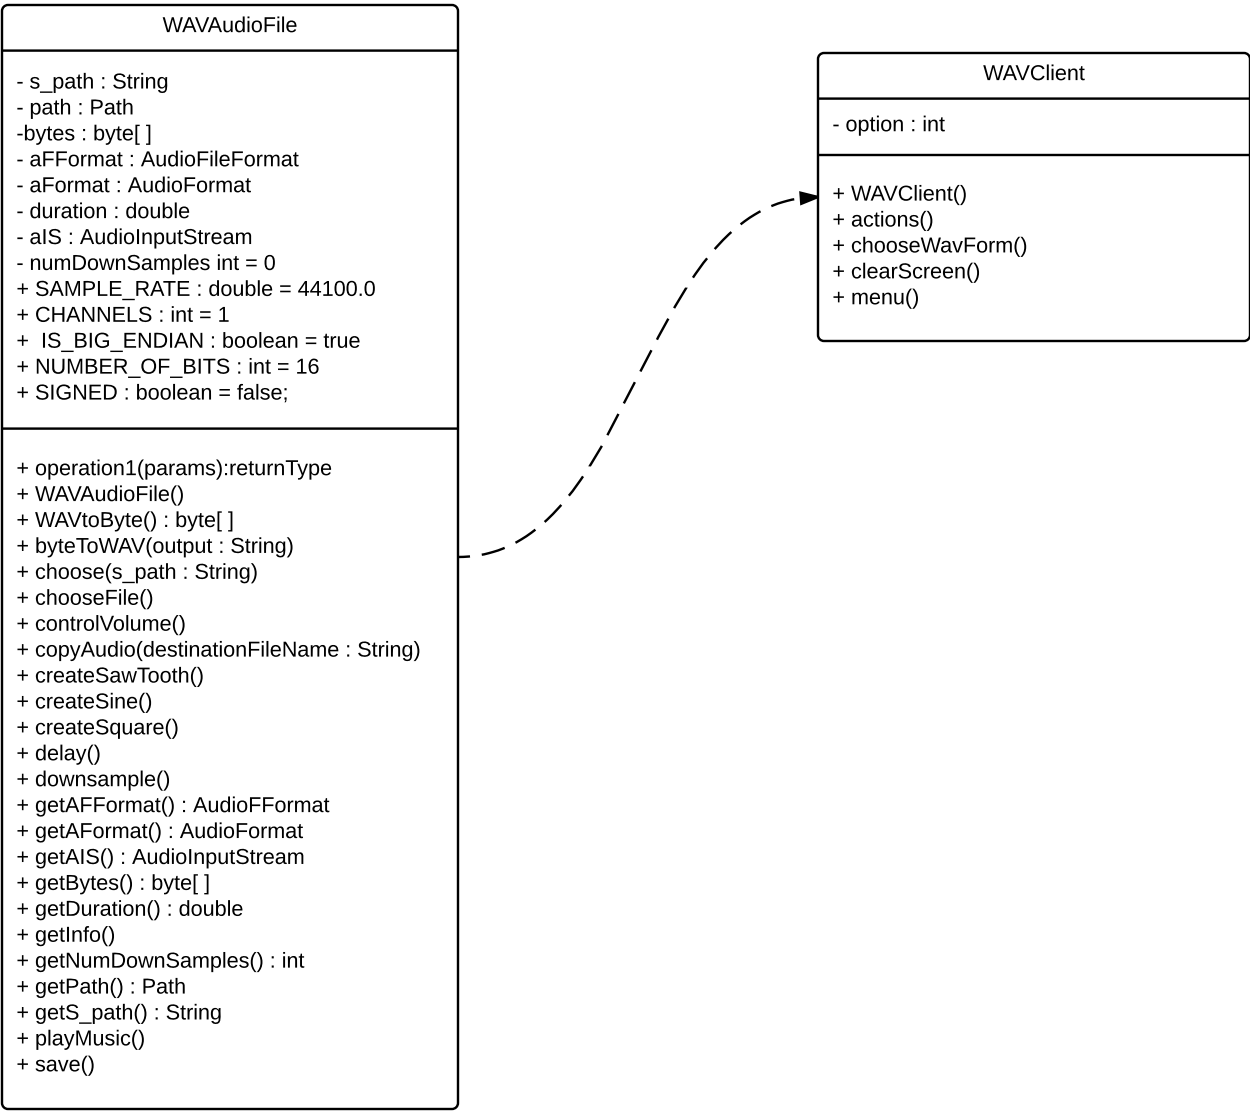 WAVAudioFile
- s_path : String
- path : Path
-bytes : byte[ ]
- aFFormat : AudioFileFormat
- aFormat : AudioFormat
- duration : double
- aIS : AudioInputStream
- numDownSamples int = 0
+ SAMPLE_RATE : double = 44100.0
+ CHANNELS : int = 1
+  IS_BIG_ENDIAN : boolean = true
+ NUMBER_OF_BITS : int = 16
+ SIGNED : boolean = false;
+ operation1(params):returnType
+ WAVAudioFile()
+ WAVtoByte() : byte[ ]
+ byteToWAV(output : String)
+ choose(s_path : String)
+ chooseFile()
+ controlVolume()
+ copyAudio(destinationFileName : String)
+ createSawTooth()
+ createSine()
+ createSquare()
+ delay()
+ downsample()
+ getAFFormat() : AudioFFormat
+ getAFormat() : AudioFormat
+ getAIS() : AudioInputStream
+ getBytes() : byte[ ]
+ getDuration() : double
+ getInfo()
+ getNumDownSamples() : int
+ getPath() : Path
+ getS_path() : String
+ playMusic()
+ save()
WAVClient
- option : int
+ WAVClient()
+ actions()
+ chooseWavForm()
+ clearScreen()
+ menu()